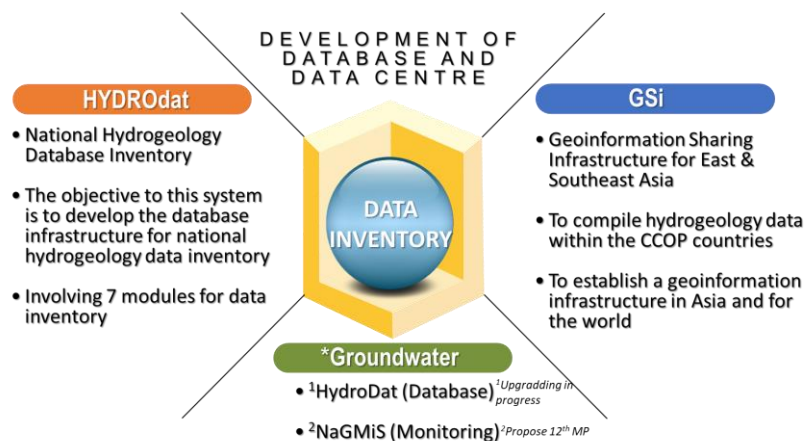 DEVELOPMENT OF
DATABASE AND
DATA CENTRE
HYDROdat
• National Hydrogeology
Database Inventory
• The objective to this system
is to develop the database
infrastructure for national
hydrogeology data inventory
• Involving 7 modules for data
inventory
DATA
INVENTORY
GSi
• Geoinformation Sharing
Infrastructure for East &
Southeast Asia
• To compile hydrogeology data
within the CCOP countries
• To establish a geoinformation
infrastructure in Asia and for
the world
*Groundwater
• ¹HydroDat (Database) ¹Upgradding in
progress
• ²NaGMiS (Monitoring) ²Propose 12th MP